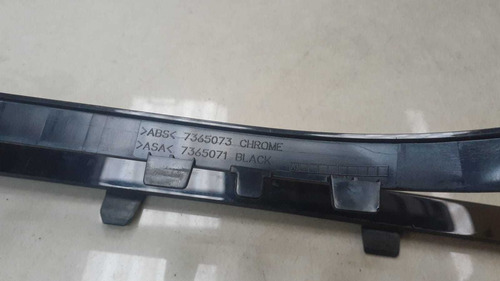 >ABS< 7365073 CHROME
>ASA< 7365071 BLACK